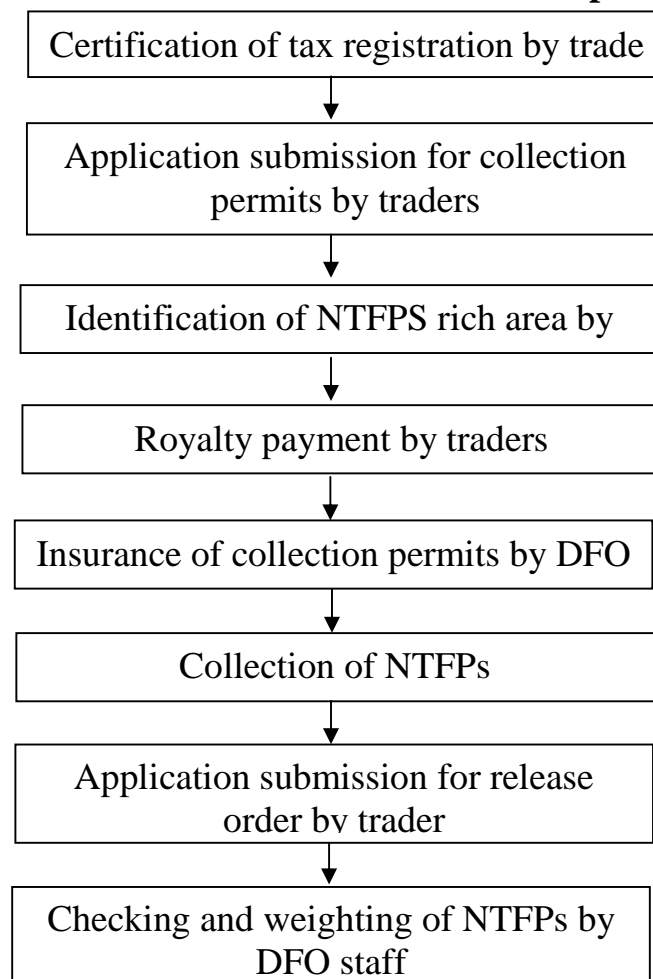 Certification of tax registration by trade
Application submission for collection
permits by traders
Identification of NTFPS rich area by
Royalty payment by traders
Insurance of collection permits by DFO
Collection of NTFPs
Application submission for release
order by trader
Checking and weighting of NTFPs by
DFO staff